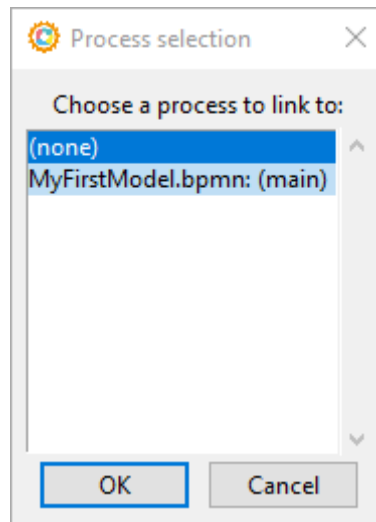 Process selection
Choose a process to link to:
(none)
MyFirstModel.bpmn: (main)
OK
Cancel